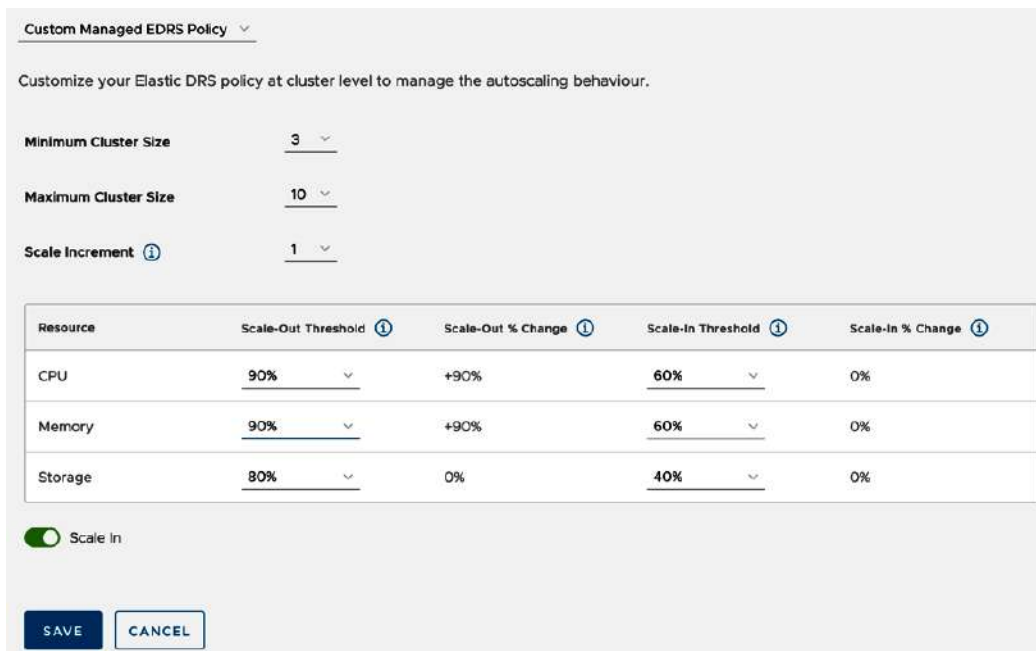 Custom Managed EDRS Policy
Customize your Elastic DRS policy at cluster level to manage the autoscaling behaviour.
Minimum Cluster Size 3
Maximum Cluster Size 10
Scale Increment 1
Resource Scale-Out Threshold Scale-Out % Change Scale-In Threshold Scale-In % Change
CPU 90% +90% 60% 0%
Memory 90% +90% 60% 0%
Storage 80% 0% 40% 0%
Scale In
SAVE CANCEL